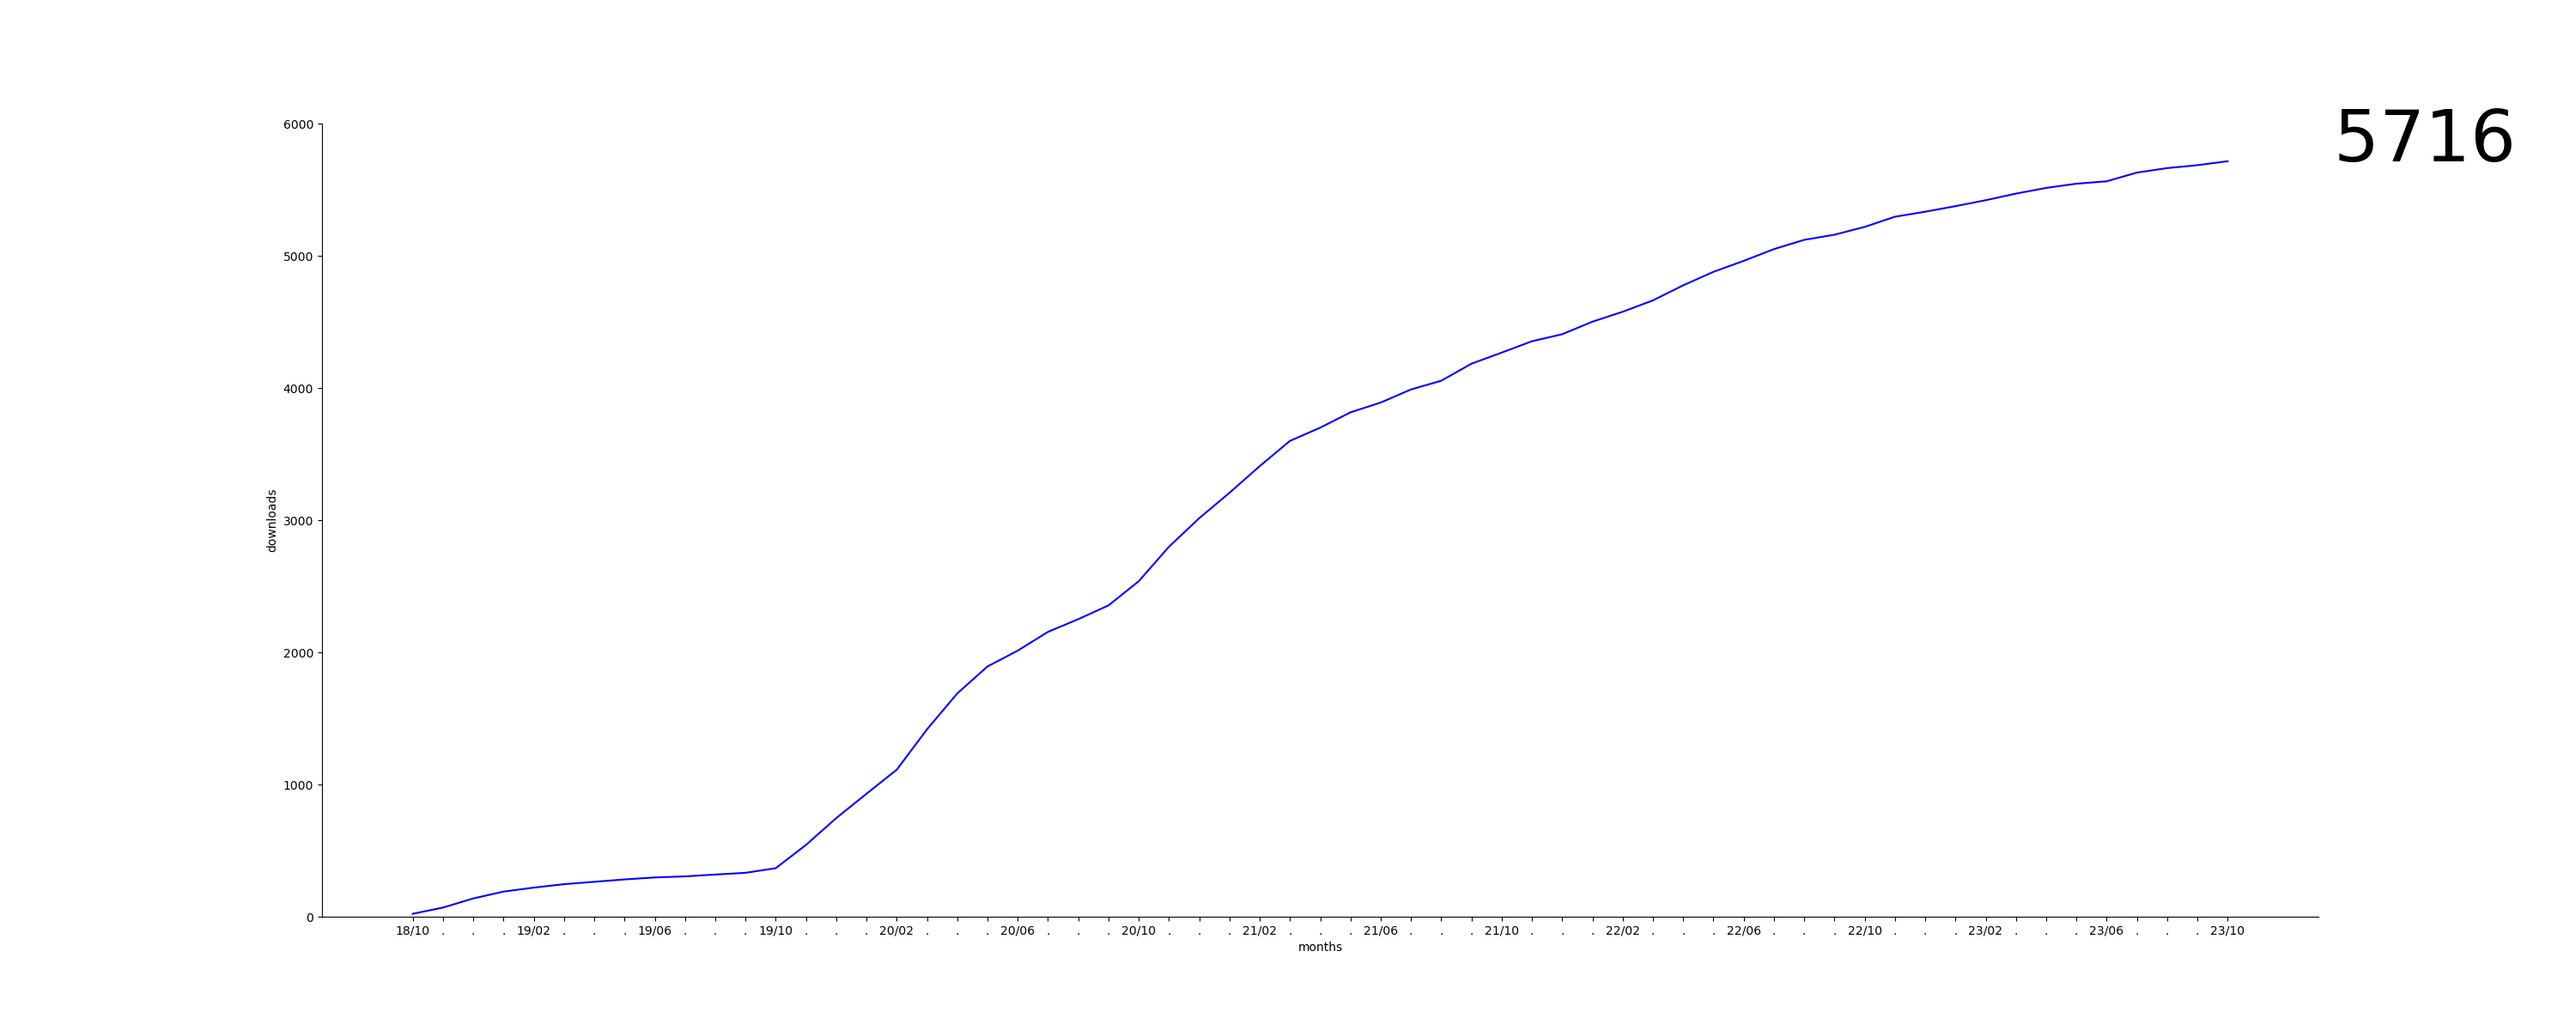 5716
6000
5000
4000
3000
2000
1000
0
downloads
18/10 . . . 19/02 . . . 19/06 . . . 19/10 . . . 20/02 . . . 20/06 . . . 20/10 . . . 21/02 . . . 21/06 . . . 21/10 . . . 22/02 . . . 22/06 . . . 22/10 . . . 23/02 . . . 23/06 . . . 23/10
months